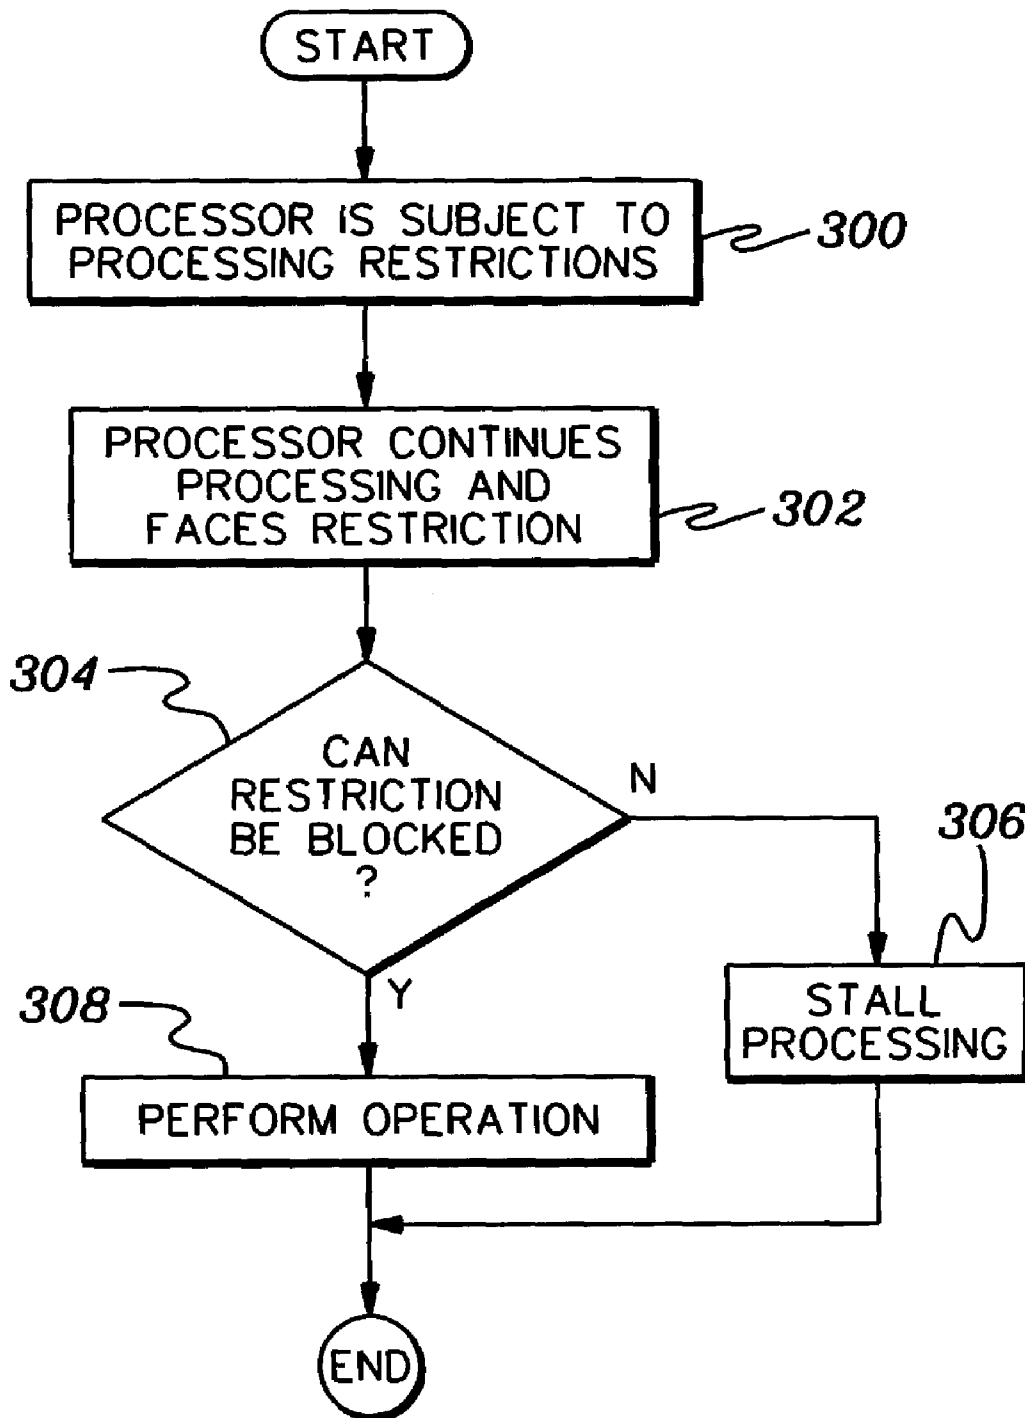 START
PROCESSOR IS SUBJECT TO
PROCESSING RESTRICTIONS
300
PROCESSOR CONTINUES
PROCESSING AND
FACES RESTRICTION
302
304
CAN
RESTRICTION
BE BLOCKED
?
N
306
Y
STALL
PROCESSING
308
PERFORM OPERATION
END